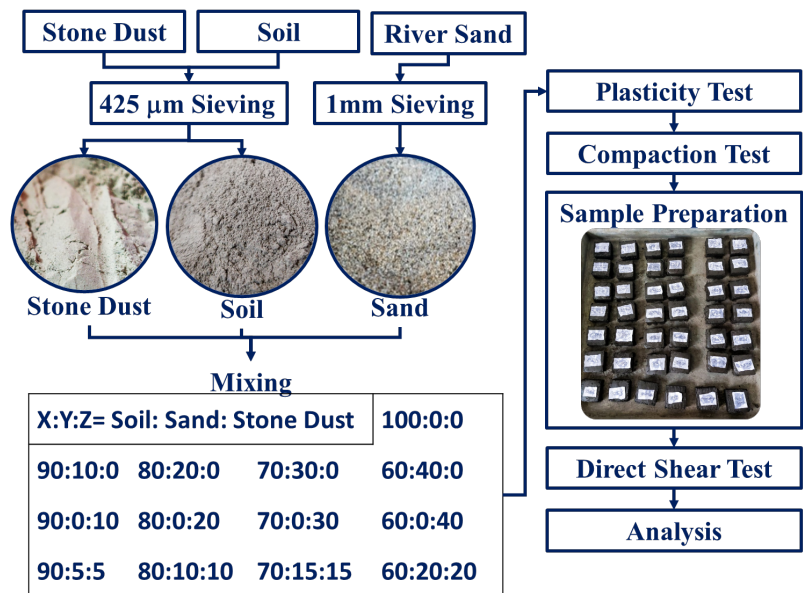 Stone Dust
Soil
River Sand
425 μm Sieving
1mm Sieving
Stone Dust
Soil
Sand
Mixing
X:Y:Z= Soil: Sand: Stone Dust
100:0:0
90:10:0 80:20:0 70:30:0 60:40:0
90:0:10 80:0:20 70:0:30 60:0:40
90:5:5 80:10:10 70:15:15 60:20:20
Plasticity Test
Compaction Test
Sample Preparation
Direct Shear Test
Analysis